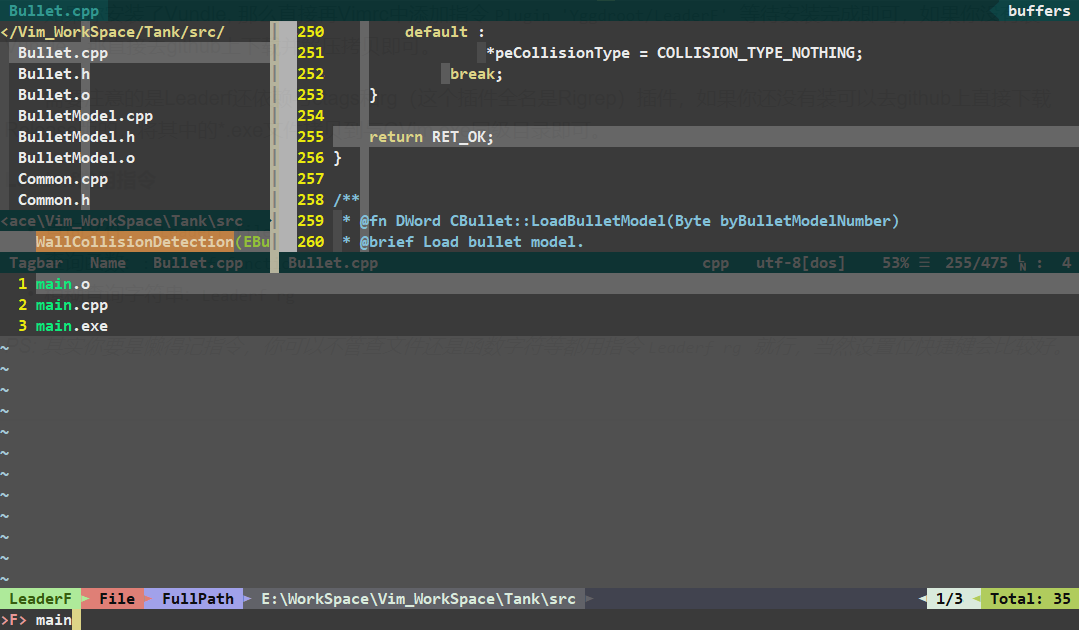 Bullet.cpp
buffers
</Vim_WorkSpace/Tank/src/
Bullet.cpp
Bullet.h
Bullet.o
BulletModel.cpp
BulletModel.h
BulletModel.o
Common.cpp
Common.h
<ace\Vim_WorkSpace\Tank\src
WallCollisionDetection(EBu
Tagbar Name Bullet.cpp
250 default :
251 *peCollisionType = COLLISION_TYPE_NOTHING;
252 break;
253 }
254
255 return RET_OK;
256 }
257
258 /**
259 * @fn DWord CBullet::LoadBulletModel(Byte byBulletModelNumber)
260 * @brief Load bullet model.
Bullet.cpp cpp utf-8[dos] 53% ☰ 255/475 ㏑ : 4
1 main.o
2 main.cpp
3 main.exe
~
~
~
~
~
~
~
~
~
~
~
~
LeaderF File FullPath E:\WorkSpace\Vim_WorkSpace\Tank\src 1/3 Total: 35
>F> main